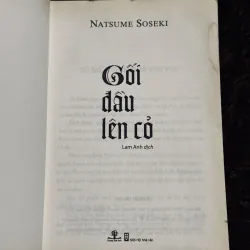 NATSUME SOSEKI
Gối
đầu
lên cỏ
Lam Anh dịch